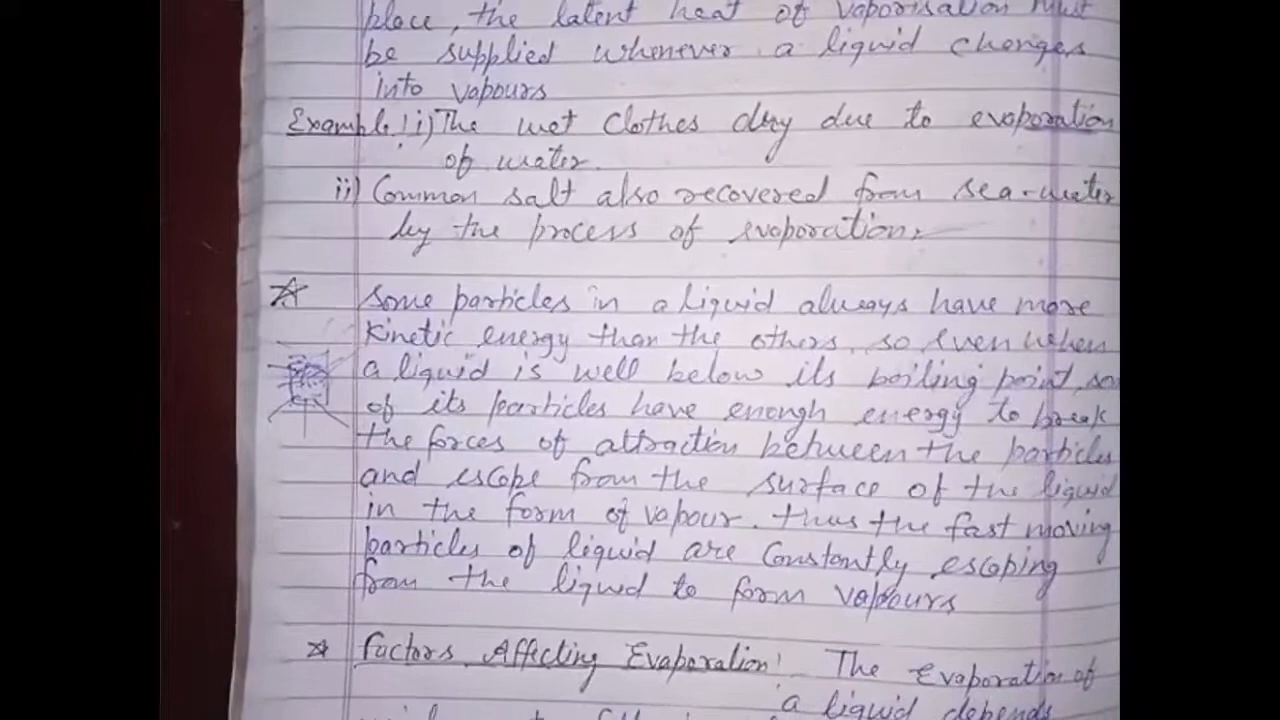 place, the latent heat of vaporisation must
be supplied whenever a liquid changes
into vapours
Example! i) The wet clothes dry due to evaporation
of water.
ii) Common salt also recovered from sea-water
by the process of evaporation.
Some particles in a liquid always have more
kinetic energy than the others. so even when
a liquid is well below its boiling point, so
of its particles have enough energy to break
the forces of attraction between the particles
and escape from the surface of the liquid
in the form of vapour. Thus the fast moving
particles of liquid are constantly escaping
from the liquid to form vapours
Factors Affecting Evaporation! The Evaporation of
a liquid depends